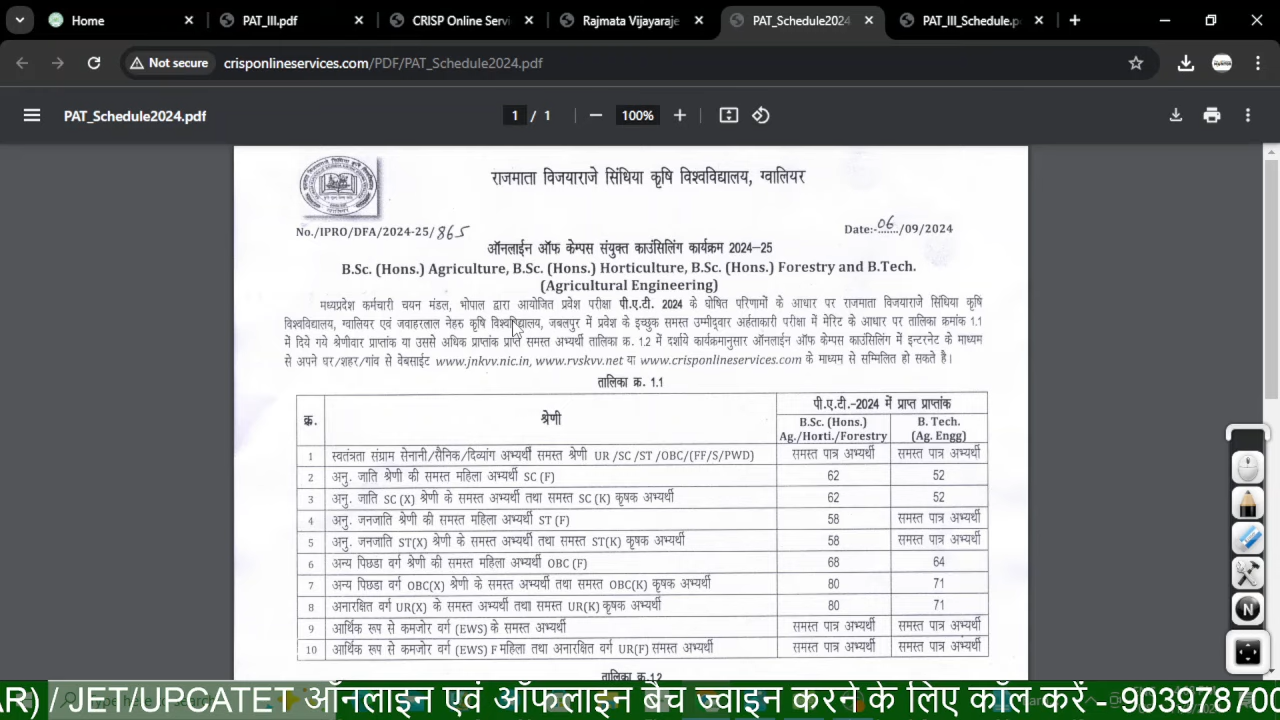 Home
PAT_III.pdf
CRISP Online Servi
Rajmata Vijayaraje
PAT_Schedule2024
PAT_III_Schedule.p
Not secure
crisponlineservices.com/PDF/PAT_Schedule2024.pdf
PAT_Schedule2024.pdf
1 / 1
100%
राजमाता विजयाराजे सिंधिया कृषि विश्वविद्यालय, ग्वालियर
No./IPRO/DFA/2024-25/865
Date:-06/09/2024
ऑनलाईन ऑफ केम्पस संयुक्त काउंसिलिंग कार्यक्रम 2024–25
B.Sc. (Hons.) Agriculture, B.Sc. (Hons.) Horticulture, B.Sc. (Hons.) Forestry and B.Tech.
(Agricultural Engineering)
मध्यप्रदेश कर्मचारी चयन मंडल, भोपाल द्वारा आयोजित प्रवेश परीक्षा पी.ए.टी. 2024 के घोषित परिणामों के आधार पर राजमाता विजयाराजे सिंधिया कृषि
विश्वविद्यालय, ग्वालियर एवं जवाहरलाल नेहरु कृषि विश्वविद्यालय, जबलपुर में प्रवेश के इच्छुक समस्त उम्मीद्वार अर्हताकारी परीक्षा में मेरिट के आधार पर तालिका क्रमांक 1.1
में दिये गये श्रेणीवार प्राप्तांक या उससे अधिक प्राप्तांक प्राप्त समस्त अभ्यर्थी तालिका क्र. 1.2 में दर्शाये कार्यक्रमानुसार ऑनलाईन ऑफ केम्पस काउंसिलिंग में इन्टरनेट के माध्यम
से अपने घर/शहर/गांव से वेबसाईट www.jnkvv.nic.in, www.rvskvv.net या www.crisponlineservices.com के माध्यम से सम्मिलित हो सकते है।
तालिका क्र. 1.1
क्र. श्रेणी पी.ए.टी.-2024 में प्राप्त प्राप्तांक
B.Sc. (Hons.) Ag./Horti./Forestry B. Tech. (Ag. Engg)
1 स्वतंत्रता संग्राम सेनानी/सैनिक/दिव्यांग अभ्यर्थी समस्त श्रेणी UR /SC /ST /OBC/(FF/S/PWD) समस्त पात्र अभ्यर्थी समस्त पात्र अभ्यर्थी
2 अनु. जाति श्रेणी की समस्त महिला अभ्यर्थी SC (F) 62 52
3 अनु. जाति SC (X) श्रेणी के समस्त अभ्यर्थी तथा समस्त SC (K) कृषक अभ्यर्थी 62 52
4 अनु. जनजाति श्रेणी की समस्त महिला अभ्यर्थी ST (F) 58 समस्त पात्र अभ्यर्थी
5 अनु. जनजाति ST(X) श्रेणी के समस्त अभ्यर्थी तथा समस्त ST(K) कृषक अभ्यर्थी 58 समस्त पात्र अभ्यर्थी
6 अन्य पिछडा वर्ग श्रेणी की समस्त महिला अभ्यर्थी OBC (F) 68 64
7 अन्य पिछडा वर्ग OBC(X) श्रेणी के समस्त अभ्यर्थी तथा समस्त OBC(K) कृषक अभ्यर्थी 80 71
8 अनारक्षित वर्ग UR(X) के समस्त अभ्यर्थी तथा समस्त UR(K) कृषक अभ्यर्थी 80 71
9 आर्थिक रूप से कमजोर वर्ग (EWS) के समस्त अभ्यर्थी समस्त पात्र अभ्यर्थी समस्त पात्र अभ्यर्थी
10 आर्थिक रूप से कमजोर वर्ग (EWS) F महिला तथा अनारक्षित वर्ग UR(F) समस्त अभ्यर्थी समस्त पात्र अभ्यर्थी समस्त पात्र अभ्यर्थी
तालिका क्र. 1.2
AR) / JET/UPCATET ऑनलाइन एवं ऑफलाइन बेच ज्वाइन करने के लिए कॉल करें - 903978700